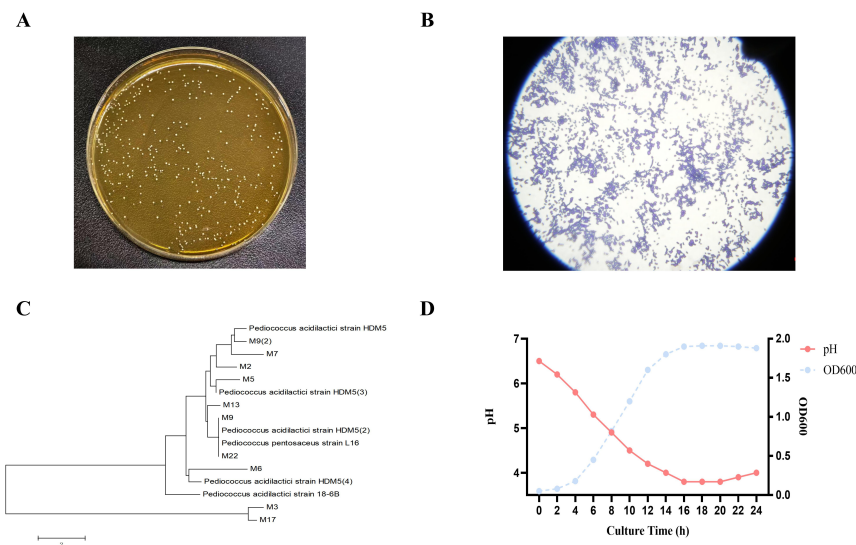 A
B
C
Pediococcus acidilactici strain HDM5
M9(2)
M7
M2
M5
Pediococcus acidilactici strain HDM5(3)
M13
M9
Pediococcus acidilactici strain HDM5(2)
Pediococcus pentosaceus strain L16
M22
M6
Pediococcus acidilactici strain HDM5(4)
Pediococcus acidilactici strain 18-6B
M3
M17
D
7
6
5
4
pH
2.0
1.5
1.0
0.5
0.0
OD600
pH
OD600
0 2 4 6 8 10 12 14 16 18 20 22 24
Culture Time (h)